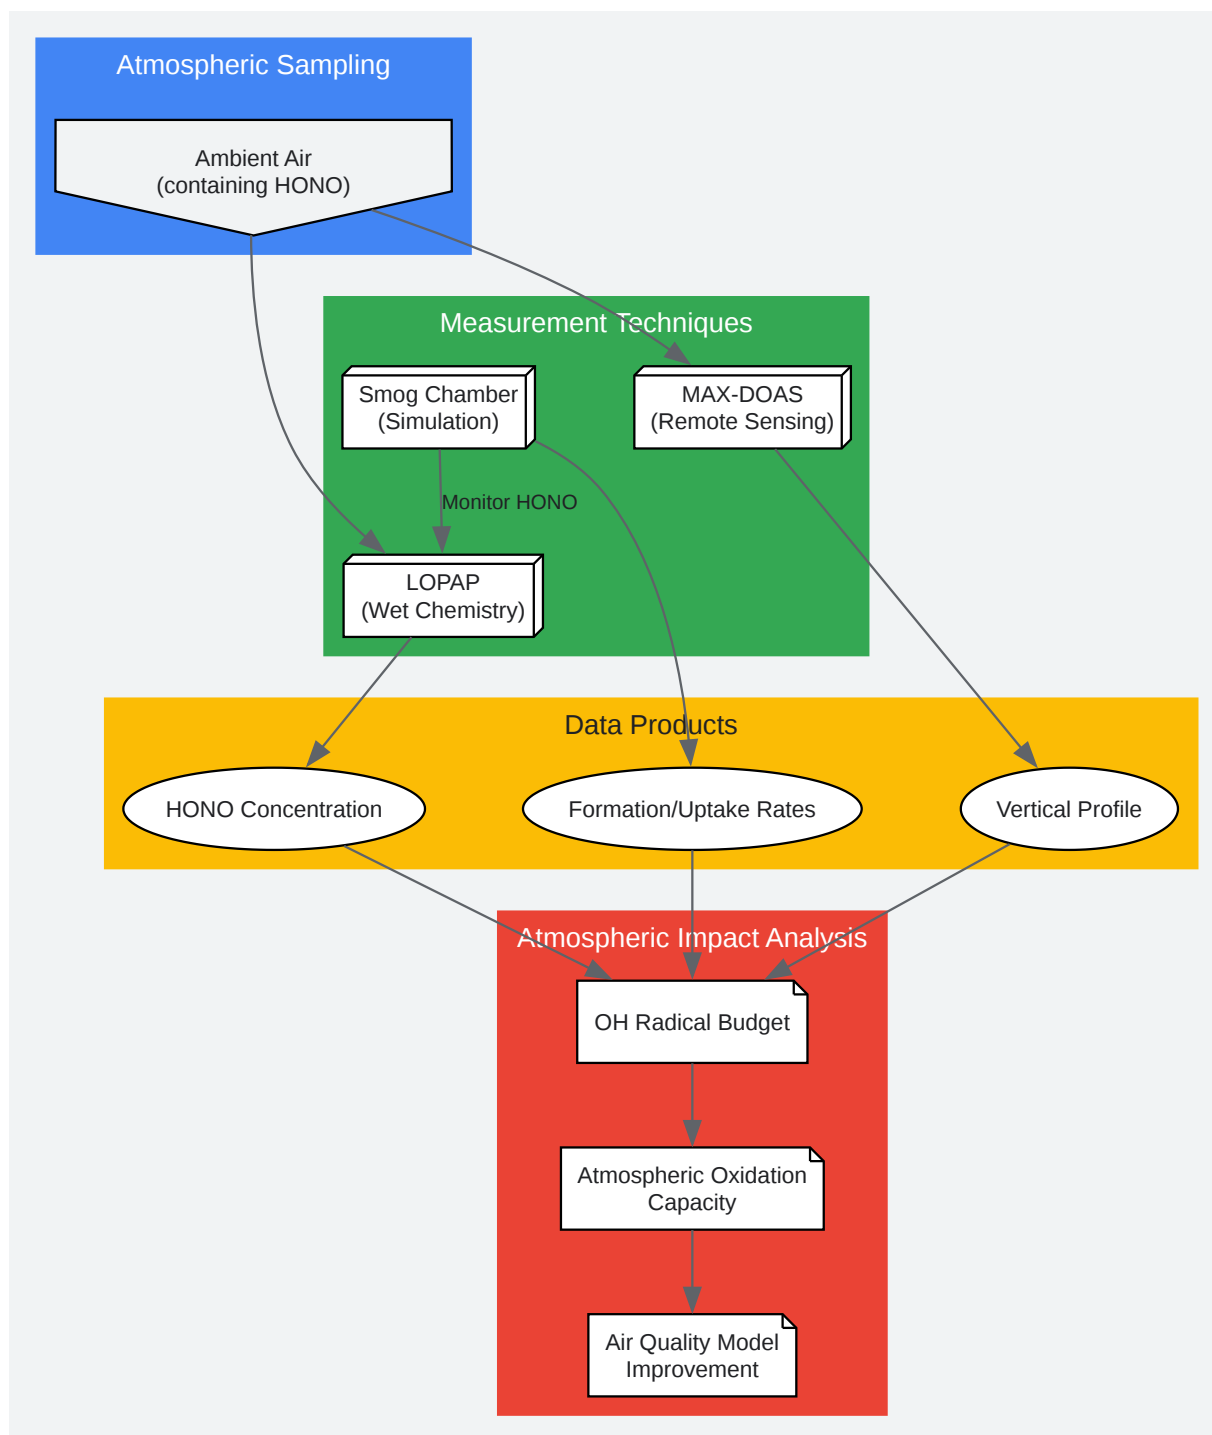 Atmospheric Sampling
Ambient Air
(containing HONO)
Measurement Techniques
Smog Chamber
(Simulation)
MAX-DOAS
(Remote Sensing)
Monitor HONO
LOPAP
(Wet Chemistry)
Data Products
HONO Concentration
Formation/Uptake Rates
Vertical Profile
Atmospheric Impact Analysis
OH Radical Budget
Atmospheric Oxidation
Capacity
Air Quality Model
Improvement